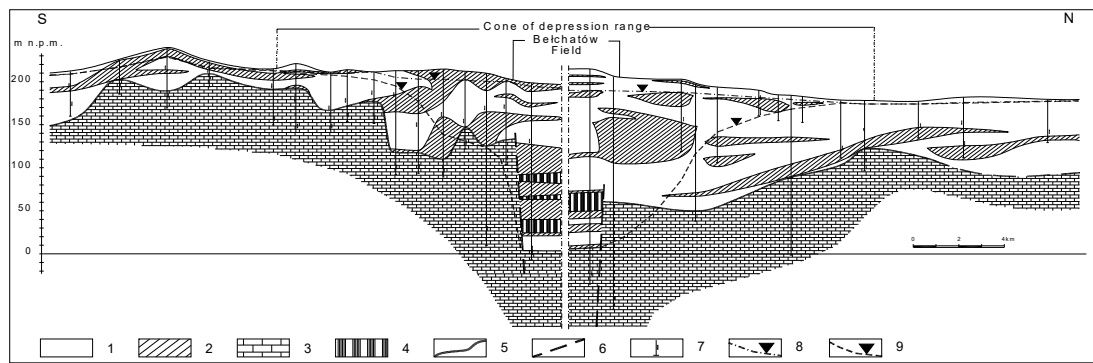 S
N
Cone of depression range
m n.p.m.
Bełchatów
Field
200
150
100
50
0
0 2 4km
1 2 3 4 5 6 7 8 9